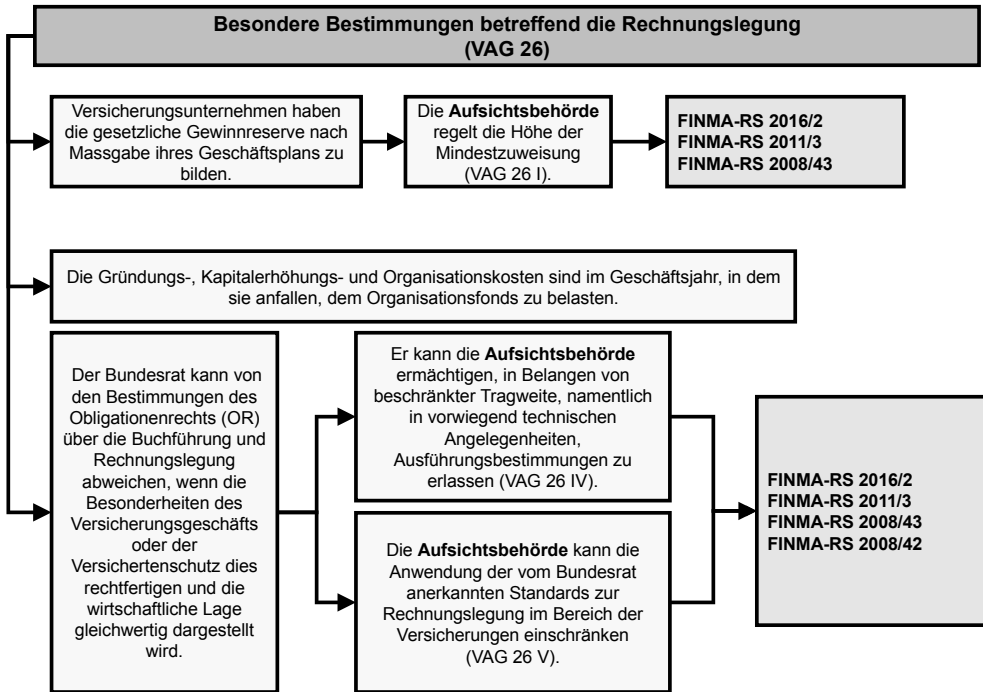 Besondere Bestimmungen betreffend die Rechnungslegung
(VAG 26)
Versicherungsunternehmen haben
die gesetzliche Gewinnreserve nach
Massgabe ihres Geschäftsplans zu
bilden.
Die Aufsichtsbehörde
regelt die Höhe der
Mindestzuweisung
(VAG 26 I).
FINMA-RS 2016/2
FINMA-RS 2011/3
FINMA-RS 2008/43
Die Gründungs-, Kapitalerhöhungs- und Organisationskosten sind im Geschäftsjahr, in dem
sie anfallen, dem Organisationsfonds zu belasten.
Der Bundesrat kann von
den Bestimmungen des
Obligationenrechts (OR)
über die Buchführung und
Rechnungslegung
abweichen, wenn die
Besonderheiten des
Versicherungsgeschäfts
oder der
Versichertenschutz dies
rechtfertigen und die
wirtschaftliche Lage
gleichwertig dargestellt
wird.
Er kann die Aufsichtsbehörde
ermächtigen, in Belangen von
beschränkter Tragweite, namentlich
in vorwiegend technischen
Angelegenheiten,
Ausführungsbestimmungen zu
erlassen (VAG 26 IV).
Die Aufsichtsbehörde kann die
Anwendung der vom Bundesrat
anerkannten Standards zur
Rechnungslegung im Bereich der
Versicherungen einschränken
(VAG 26 V).
FINMA-RS 2016/2
FINMA-RS 2011/3
FINMA-RS 2008/43
FINMA-RS 2008/42